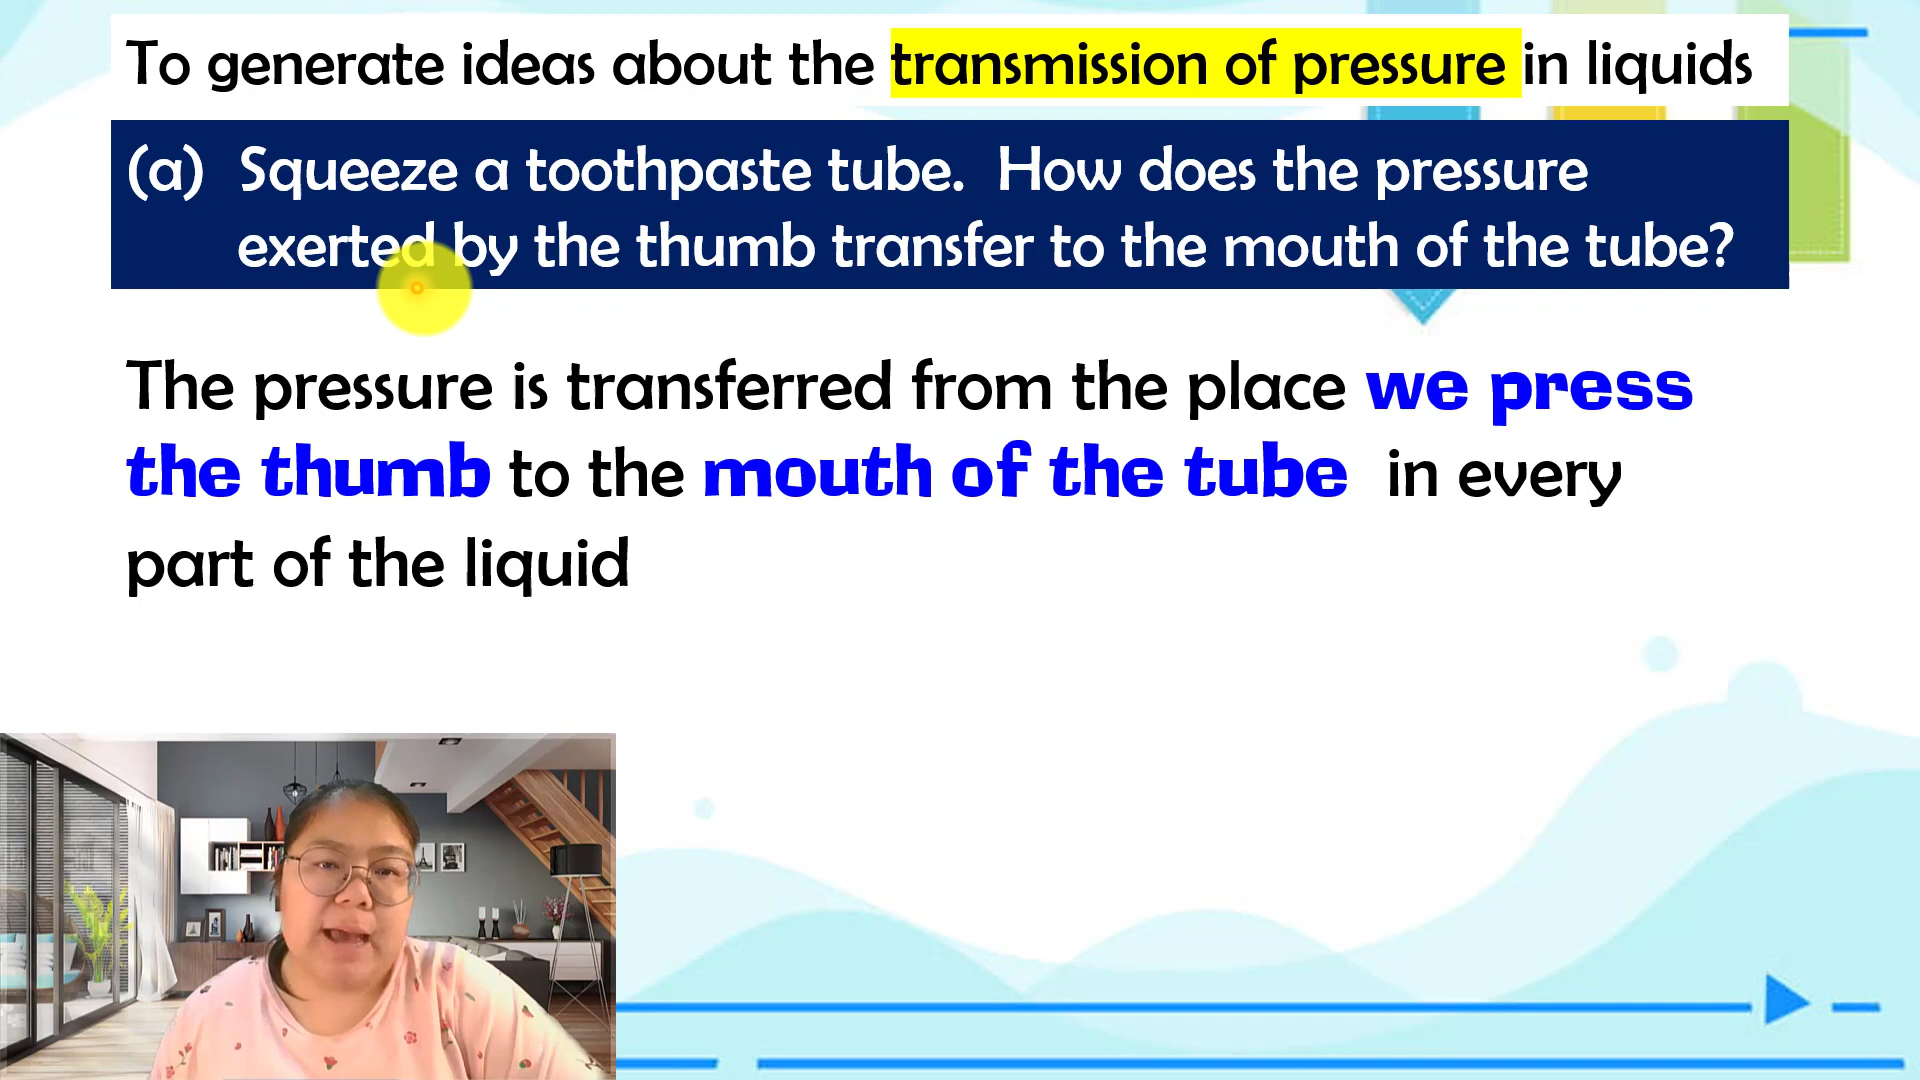 To generate ideas about the transmission of pressure in liquids
(a) Squeeze a toothpaste tube. How does the pressure
exerted by the thumb transfer to the mouth of the tube?
The pressure is transferred from the place we press
the thumb to the mouth of the tube in every
part of the liquid